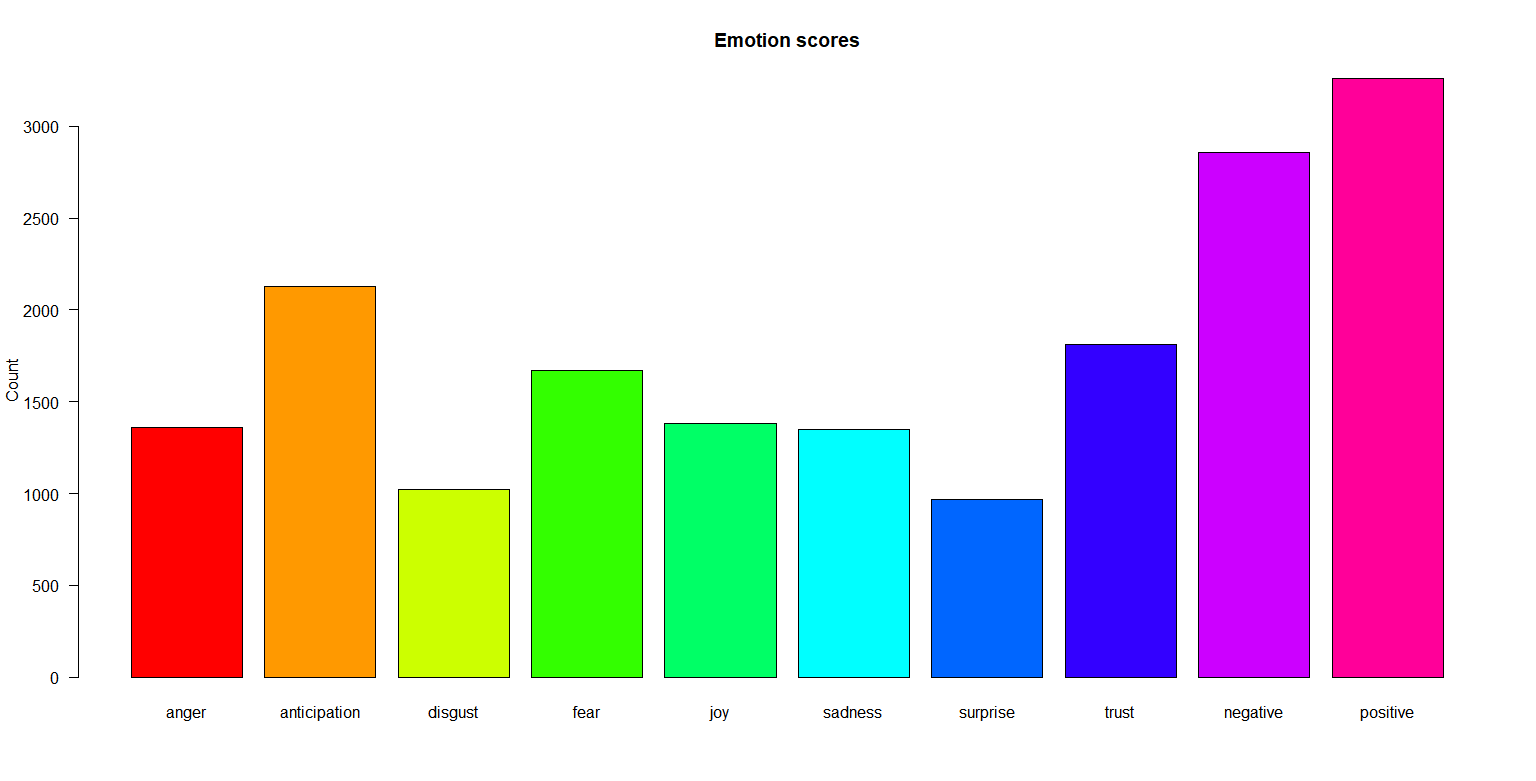 Emotion scores
Count
3000
2500
2000
1500
1000
500
0
anger anticipation disgust fear joy sadness surprise trust negative positive